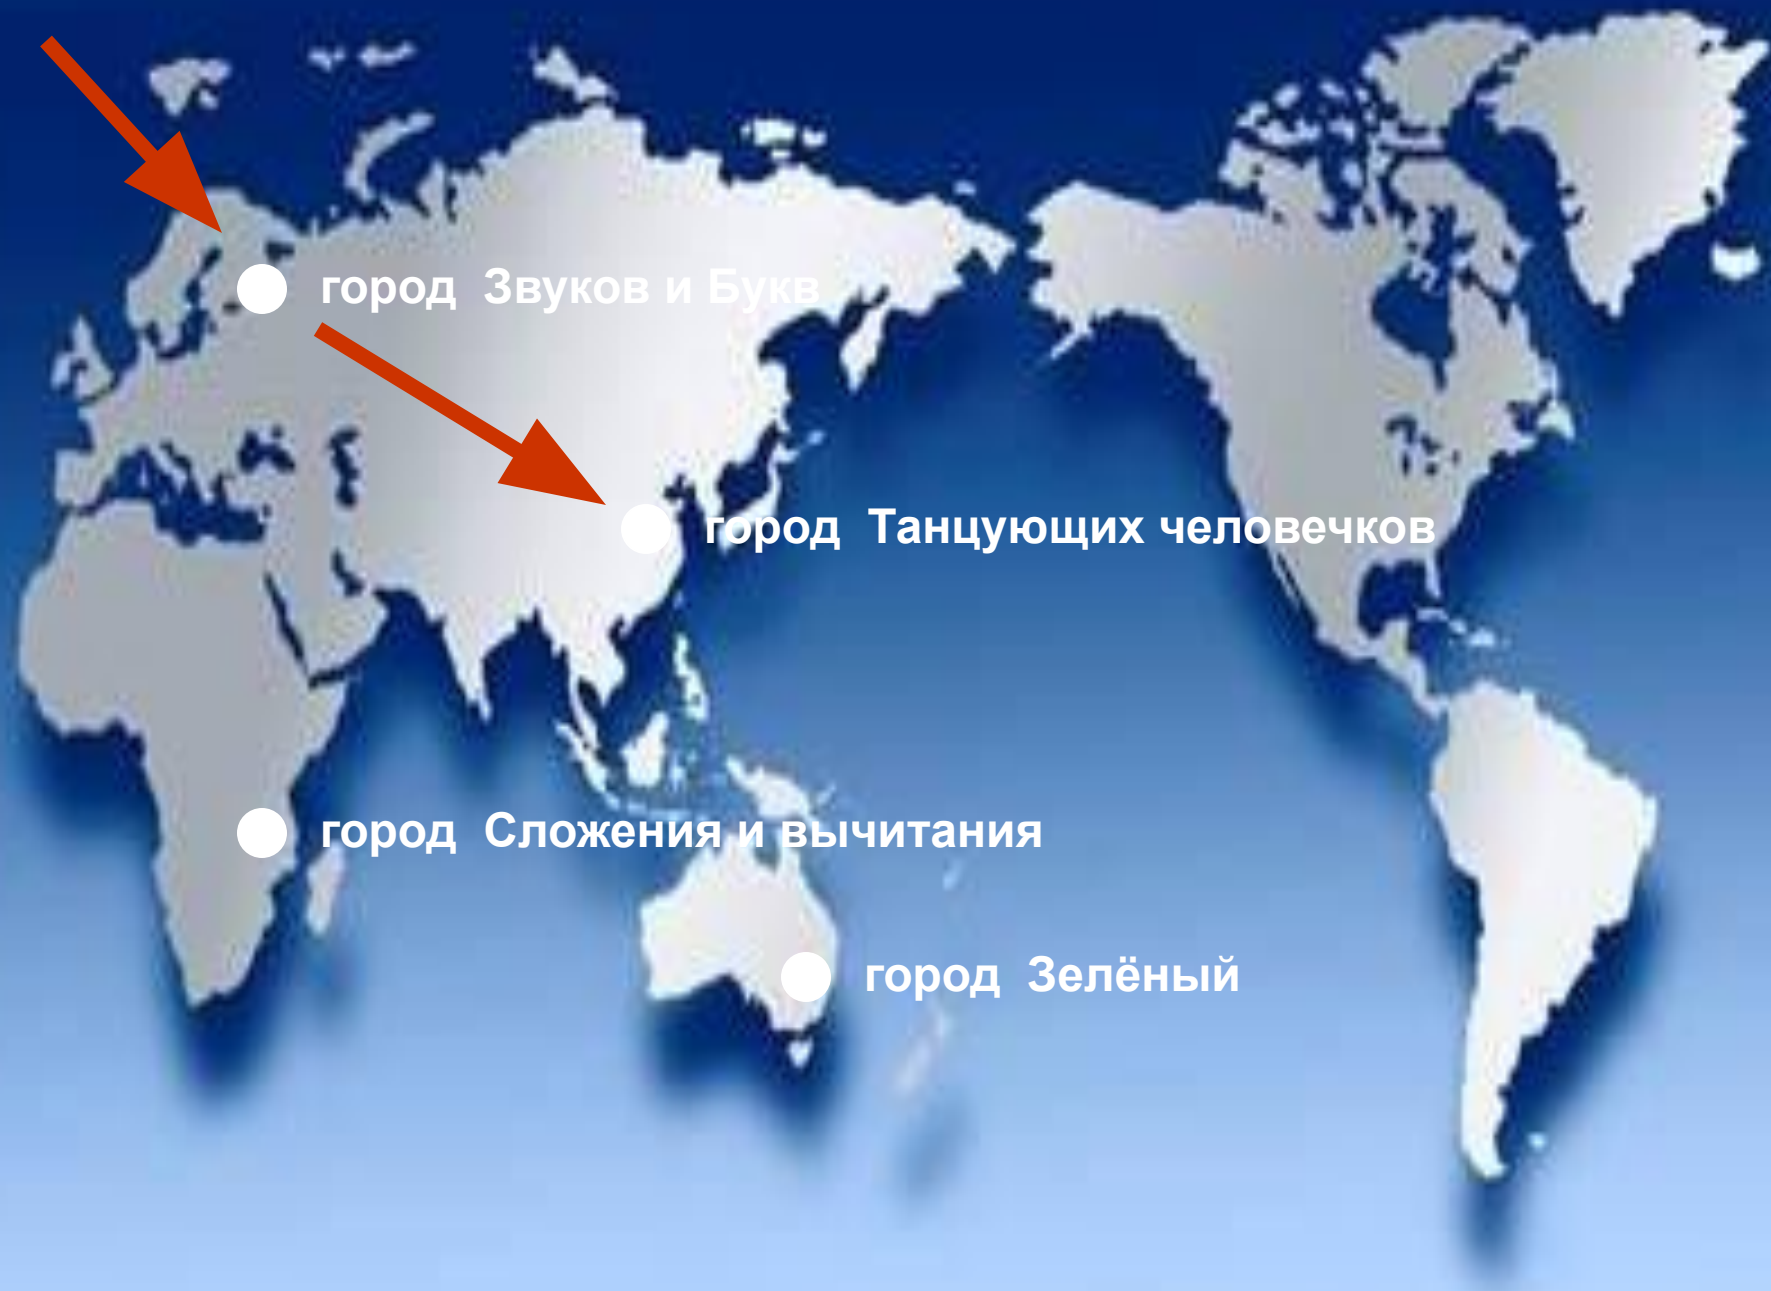 город Звуков и Букв
город Танцующих человечков
город Сложения и вычитания
город Зелёный